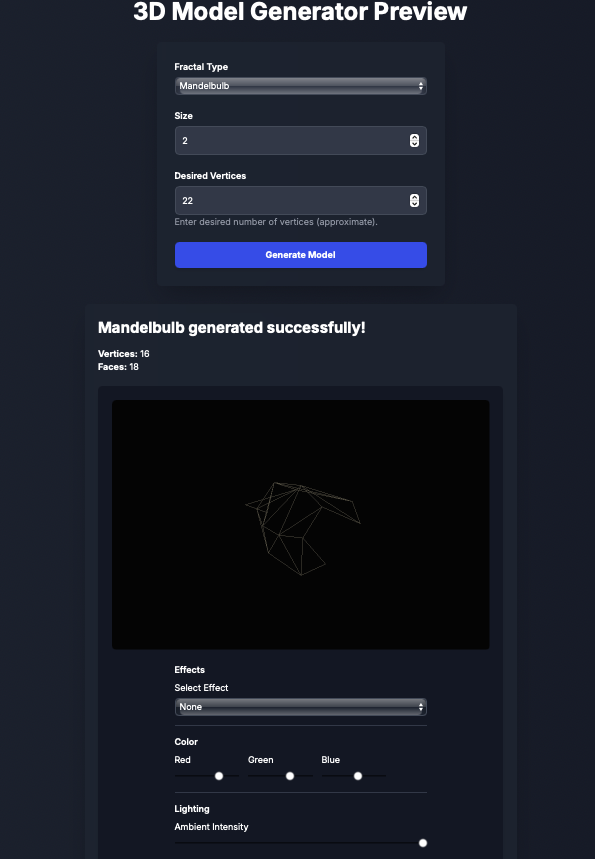 3D Model Generator Preview
Fractal Type
Mandelbulb
Size
2
Desired Vertices
22
Enter desired number of vertices (approximate).
Generate Model
Mandelbulb generated successfully!
Vertices: 16
Faces: 18
Effects
Select Effect
None
Color
Red Green Blue
Lighting
Ambient Intensity